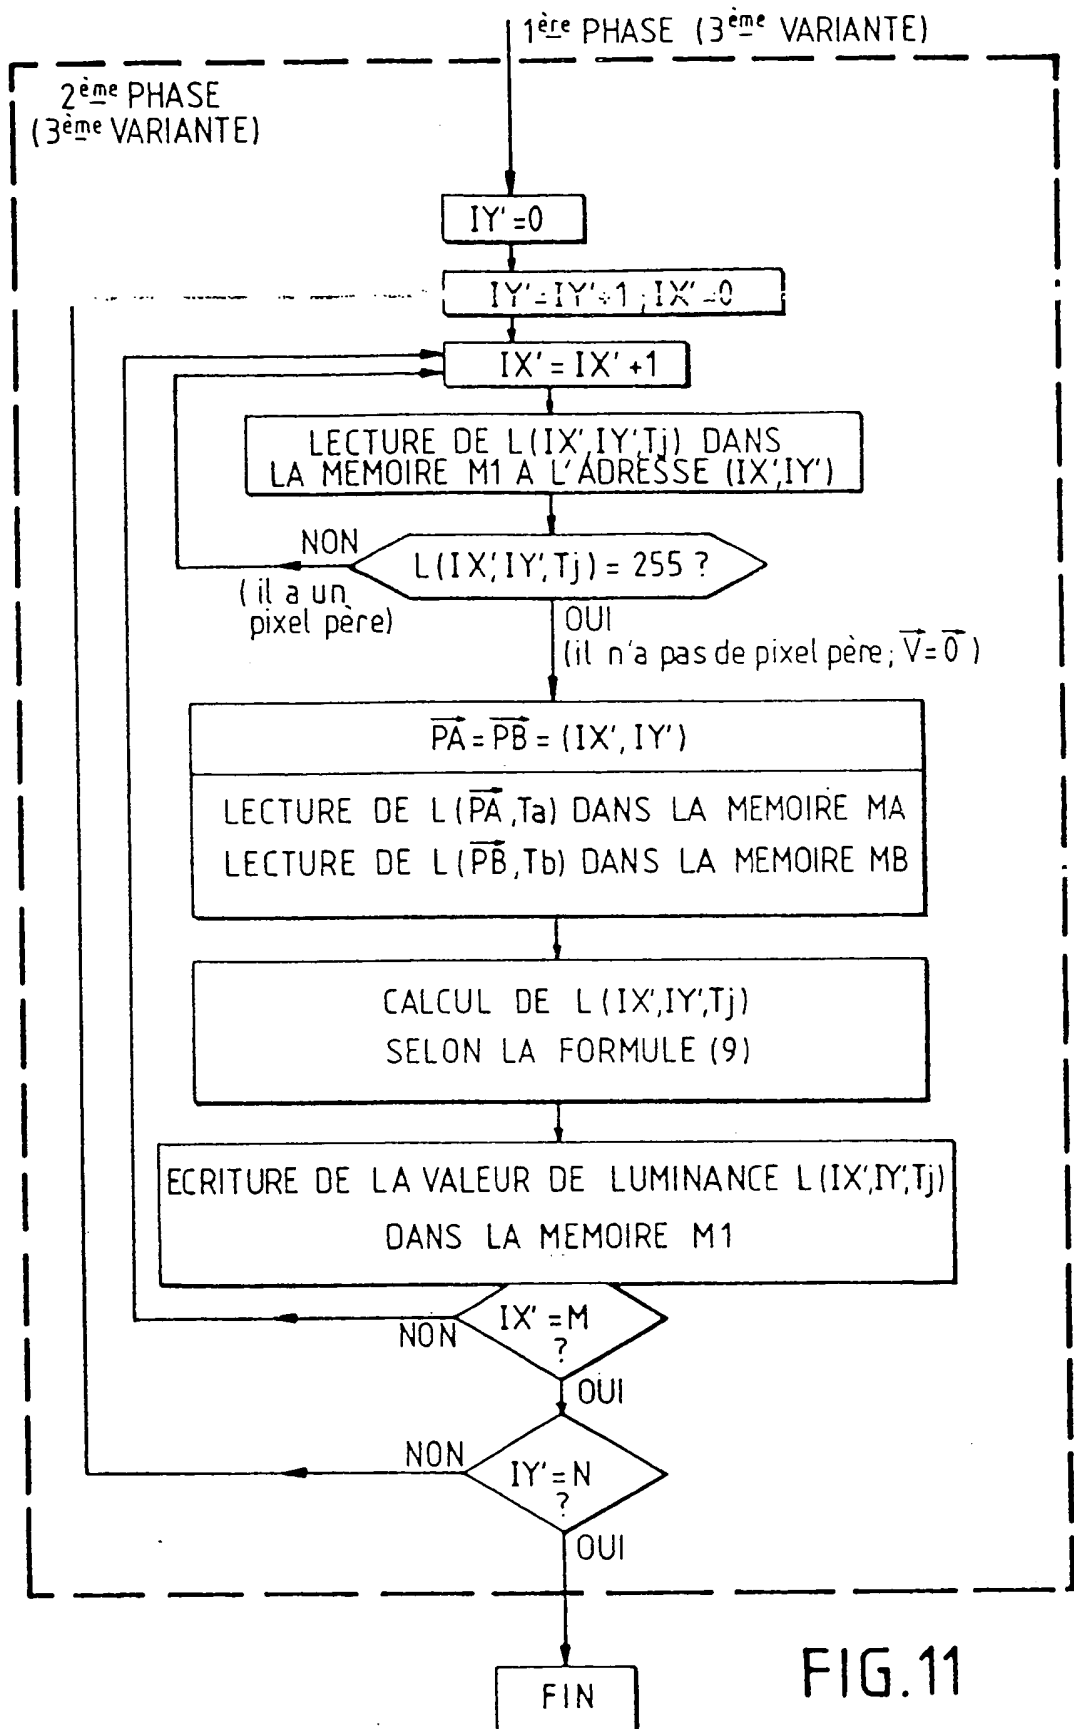 1ère PHASE (3ème VARIANTE)
2ème PHASE
(3ème VARIANTE)
IY'=0
IY'=IY'+1 ; IX'=0
IX' = IX' +1
LECTURE DE L(IX',IY',Tj) DANS
LA MEMOIRE M1 A L'ADRESSE (IX',IY')
NON
L(IX',IY',Tj) = 255 ?
(il a un
pixel père)
OUI
(il n'a pas de pixel père; V⃗=0⃗)
P⃗A⃗=P⃗B⃗=(IX',IY')
LECTURE DE L(P⃗A⃗,Ta) DANS LA MEMOIRE MA
LECTURE DE L(P⃗B⃗,Tb) DANS LA MEMOIRE MB
CALCUL DE L(IX',IY',Tj)
SELON LA FORMULE (9)
ECRITURE DE LA VALEUR DE LUMINANCE L(IX',IY',Tj)
DANS LA MEMOIRE M1
IX'=M
?
NON
OUI
NON
IY'=N
?
OUI
FIN
FIG.11